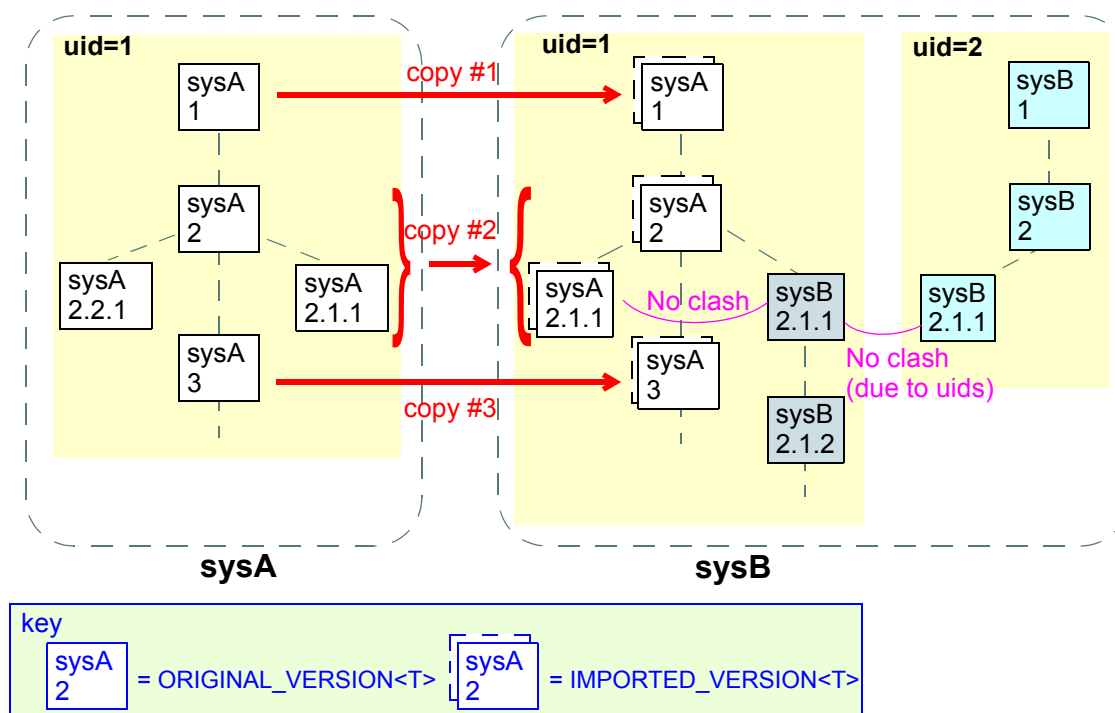 uid=1
sysA
1
sysA
2
sysA
2.2.1
sysA
2.1.1
sysA
3
sysA
copy #1
copy #2
copy #3
uid=1
sysA
1
sysA
2
sysA
2.1.1
No clash
sysB
2.1.1
sysA
3
sysB
2.1.2
uid=2
sysB
1
sysB
2
sysB
2.1.1
No clash
(due to uids)
sysB
key
sysA
2
= ORIGINAL_VERSION<T>
sysA
2
= IMPORTED_VERSION<T>